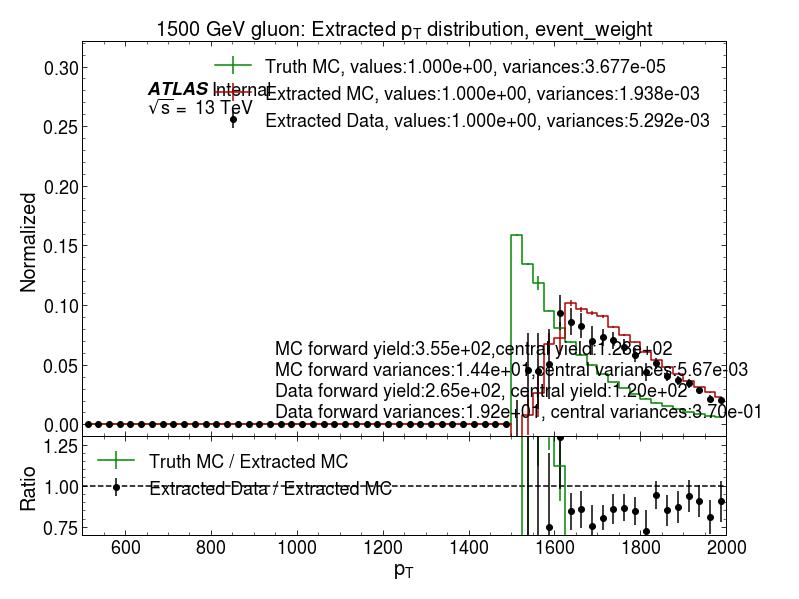 1500 GeV gluon: Extracted pT distribution, event_weight
Truth MC, values:1.000e+00, variances:3.677e-05
ATLAS Internal
Extracted MC, values:1.000e+00, variances:1.938e-03
√s = 13 TeV
Extracted Data, values:1.000e+00, variances:5.292e-03
0.30
0.25
0.20
0.15
0.10
0.05
0.00
Normalized
MC forward yield:3.55e+02,central yield:1.28e+02
MC forward variances:1.44e+01,central variances:5.67e-03
Data forward yield:2.65e+02, central yield:1.20e+02
Data forward variances:1.92e+01, central variances:3.70e-01
1.25
1.00
0.75
Ratio
Truth MC / Extracted MC
Extracted Data / Extracted MC
600 800 1000 1200 1400 1600 1800 2000
pT